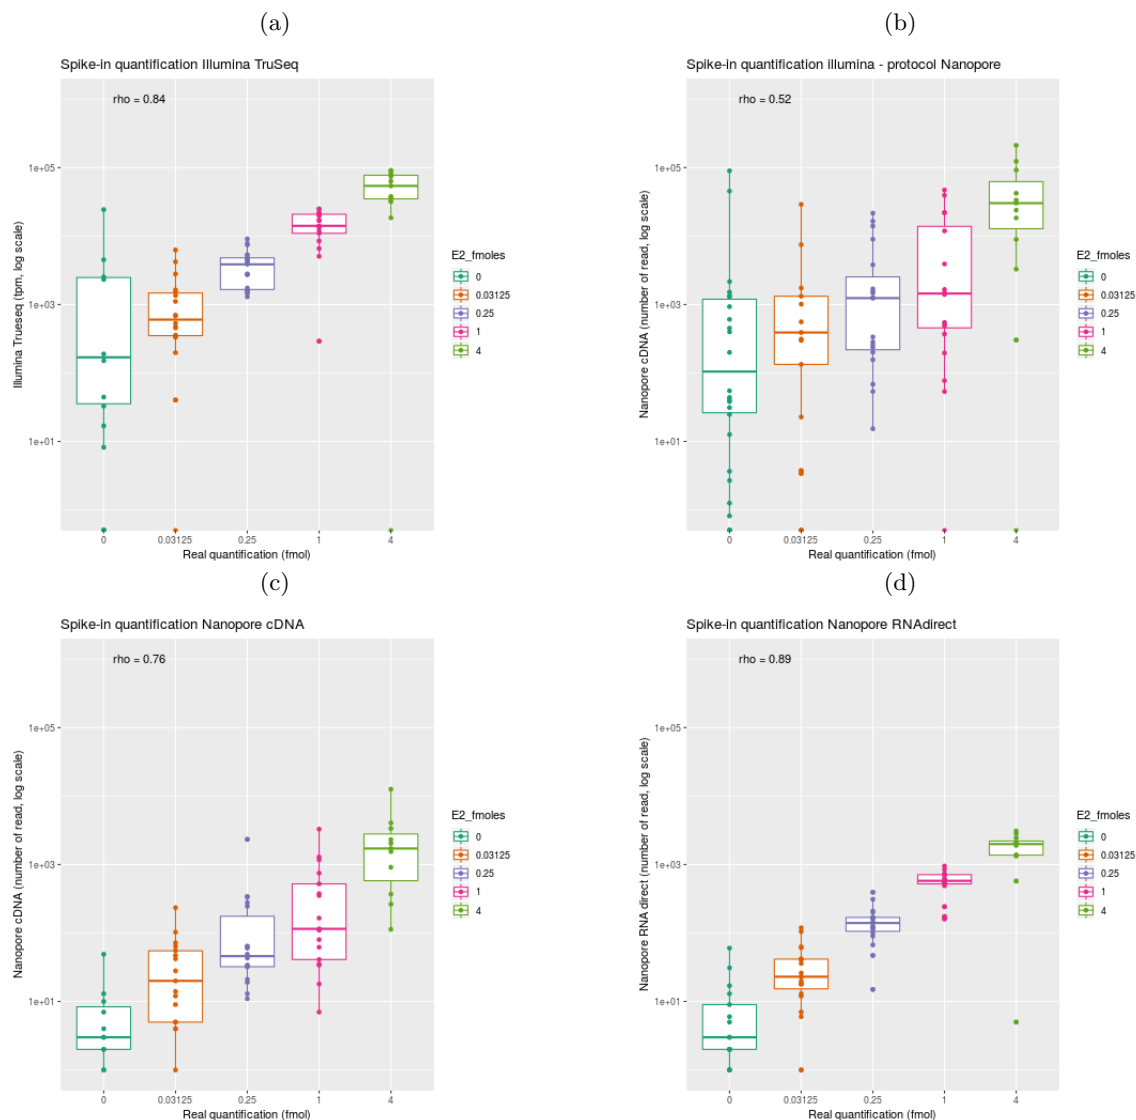 (a)
Spike-in quantification Illumina TruSeq
rho = 0.84
Illumina Trueseq (tpm, log scale)
1e+05
1e+03
1e+01
0
0.03125
0.25
1
4
Real quantification (fmol)
E2_fmoles
0
0.03125
0.25
1
4
(b)
Spike-in quantification illumina - protocol Nanopore
rho = 0.52
Nanopore cDNA (number of read, log scale)
1e+05
1e+03
1e+01
0
0.03125
0.25
1
4
Real quantification (fmol)
E2_fmoles
0
0.03125
0.25
1
4
(c)
Spike-in quantification Nanopore cDNA
rho = 0.76
Nanopore cDNA (number of read, log scale)
1e+05
1e+03
1e+01
0
0.03125
0.25
1
4
Real quantification (fmol)
E2_fmoles
0
0.03125
0.25
1
4
(d)
Spike-in quantification Nanopore RNAdirect
rho = 0.89
Nanopore RNA direct (number of read, log scale)
1e+05
1e+03
1e+01
0
0.03125
0.25
1
4
Real quantification (fmol)
E2_fmoles
0
0.03125
0.25
1
4